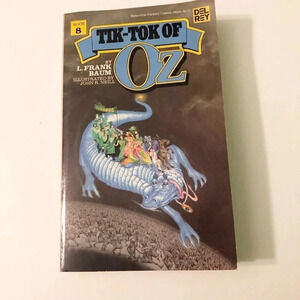 BOOK
8
DEL
REY
TIK-TOK OF
Oz
BY
L. FRANK
BAUM
ILLUSTRATED BY
JOHN R. NEILL